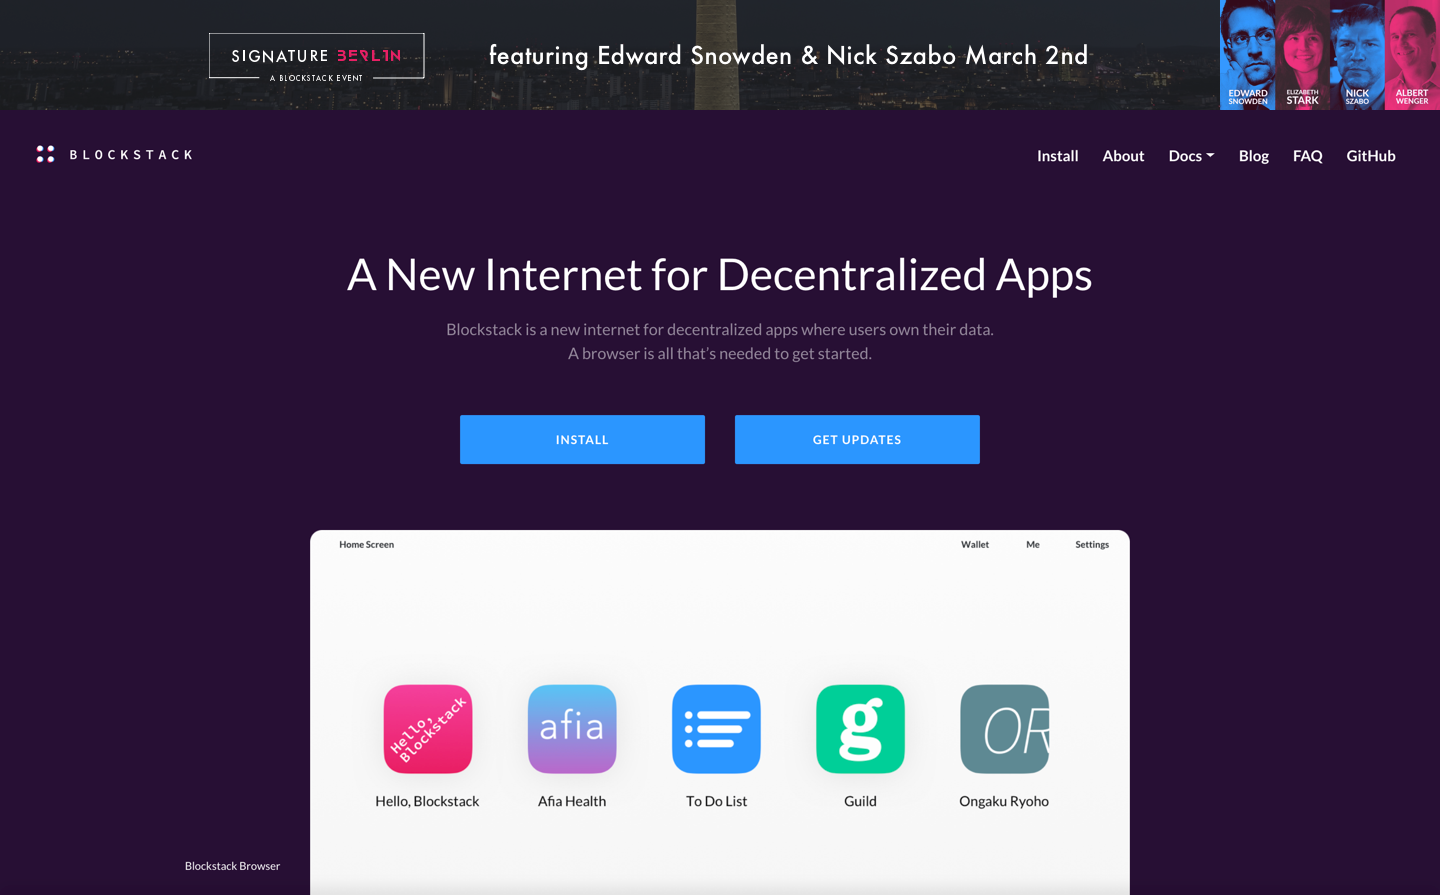 SIGNATURE BERLIN
A BLOCKSTACK EVENT
featuring Edward Snowden & Nick Szabo March 2nd
EDWARD
SNOWDEN
ELIZABETH
STARK
NICK
SZABO
ALBERT
WENGER
BLOCKSTACK
Install About Docs Blog FAQ GitHub
A New Internet for Decentralized Apps
Blockstack is a new internet for decentralized apps where users own their data.
A browser is all that's needed to get started.
INSTALL
GET UPDATES
Home Screen Wallet Me Settings
Hello,
Blockstack
afia
g
OR
Hello, Blockstack
Afia Health
To Do List
Guild
Ongaku Ryoho
Blockstack Browser